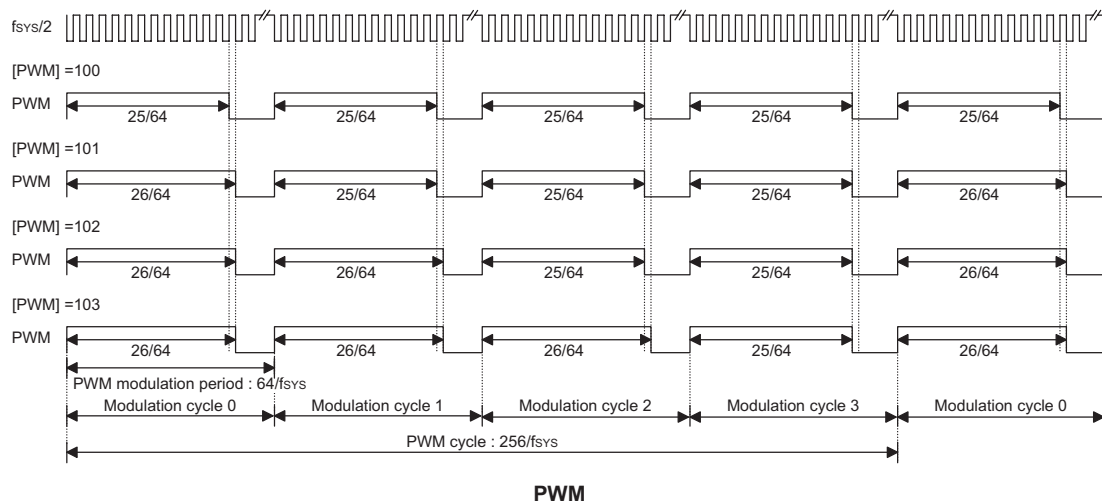 fSYS/2
[PWM] =100
PWM
25/64 25/64 25/64 25/64 25/64
[PWM] =101
PWM
26/64 25/64 25/64 25/64 26/64
[PWM] =102
PWM
26/64 26/64 25/64 25/64 26/64
[PWM] =103
PWM
26/64 26/64 26/64 25/64 26/64
PWM modulation period : 64/fSYS
Modulation cycle 0 Modulation cycle 1 Modulation cycle 2 Modulation cycle 3 Modulation cycle 0
PWM cycle : 256/fSYS
PWM